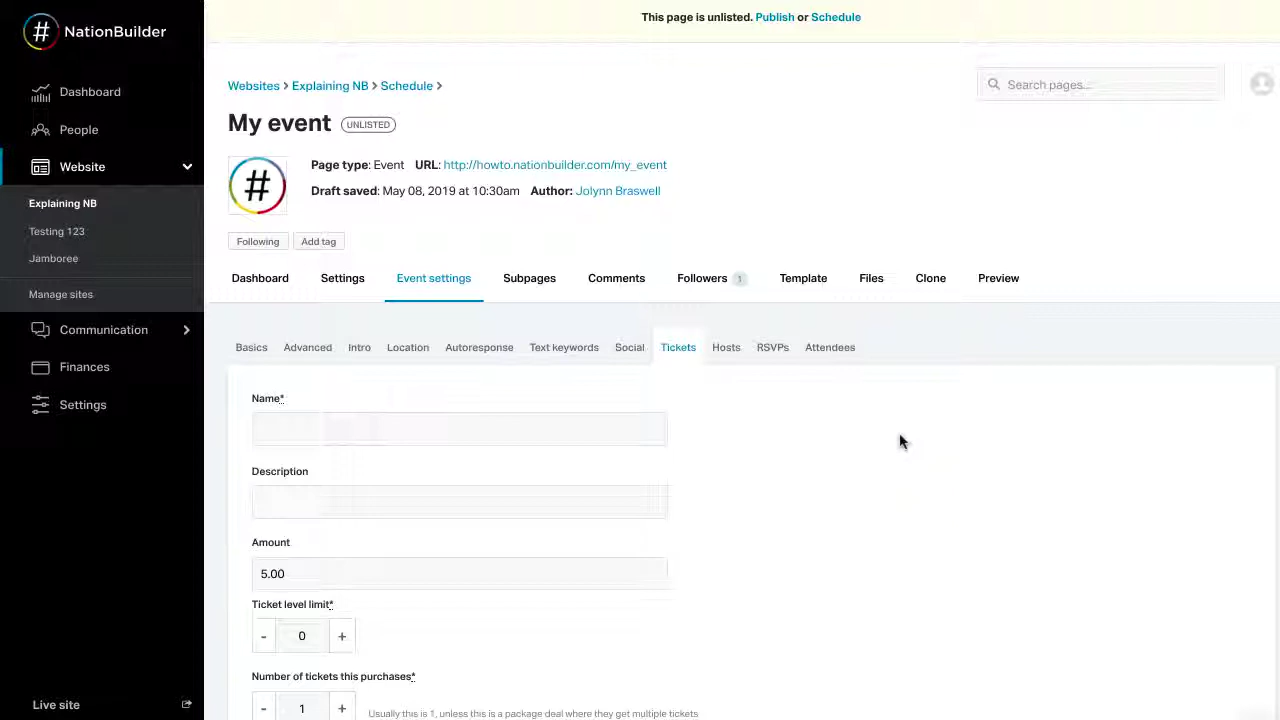 This page is unlisted. Publish or Schedule
# NationBuilder
Dashboard
People
Website
Explaining NB
Testing 123
Jamboree
Manage sites
Communication
Finances
Settings
Live site
Websites > Explaining NB > Schedule >
Search pages...
My event UNLISTED
#
Page type: Event URL: http://howto.nationbuilder.com/my_event
Draft saved: May 08, 2019 at 10:30am Author: Jolynn Braswell
Following Add tag
Dashboard Settings Event settings Subpages Comments Followers 1 Template Files Clone Preview
Basics Advanced Intro Location Autoresponse Text keywords Social Tickets Hosts RSVPs Attendees
Name*
Description
Amount
5.00
Ticket level limit*
- 0 +
Number of tickets this purchases*
- 1 + Usually this is 1, unless this is a package deal where they get multiple tickets